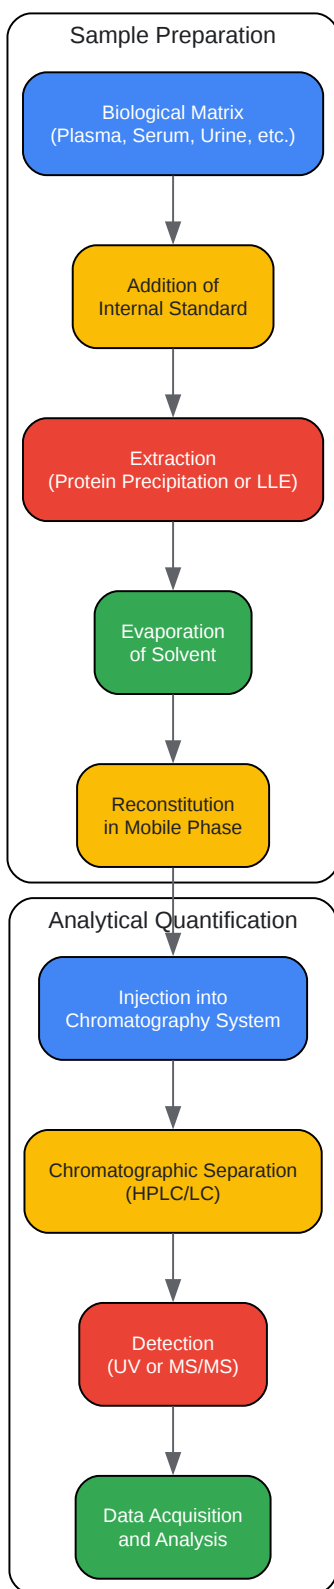 Sample Preparation
Biological Matrix
(Plasma, Serum, Urine, etc.)
Addition of
Internal Standard
Extraction
(Protein Precipitation or LLE)
Evaporation
of Solvent
Reconstitution
in Mobile Phase
Analytical Quantification
Injection into
Chromatography System
Chromatographic Separation
(HPLC/LC)
Detection
(UV or MS/MS)
Data Acquisition
and Analysis